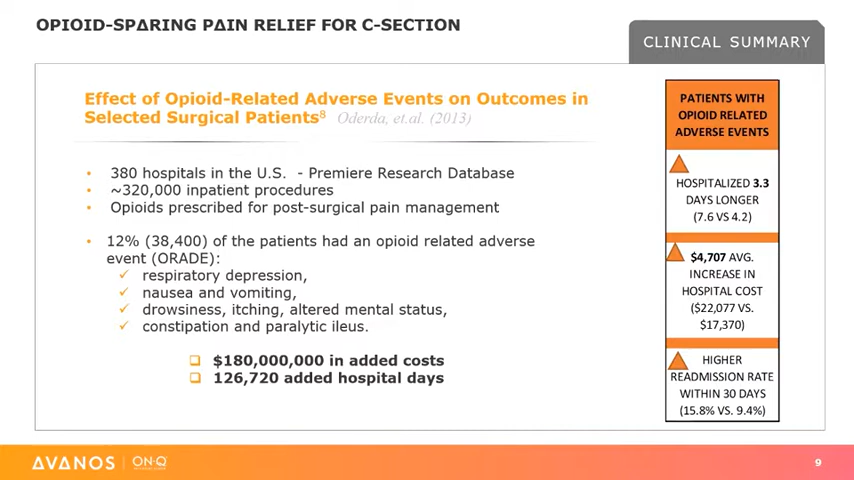 OPIOID-SPΔRING PΔIN RELIEF FOR C-SECTION
CLINICAL SUMMARY
Effect of Opioid-Related Adverse Events on Outcomes in
Selected Surgical Patients⁸ Oderda, et.al. (2013)
• 380 hospitals in the U.S. - Premiere Research Database
• ~320,000 inpatient procedures
• Opioids prescribed for post-surgical pain management
• 12% (38,400) of the patients had an opioid related adverse
event (ORADE):
✓ respiratory depression,
✓ nausea and vomiting,
✓ drowsiness, itching, altered mental status,
✓ constipation and paralytic ileus.
❑ $180,000,000 in added costs
❑ 126,720 added hospital days
PATIENTS WITH
OPIOID RELATED
ADVERSE EVENTS
HOSPITALIZED 3.3
DAYS LONGER
(7.6 VS 4.2)
$4,707 AVG.
INCREASE IN
HOSPITAL COST
($22,077 VS.
$17,370)
HIGHER
READMISSION RATE
WITHIN 30 DAYS
(15.8% VS. 9.4%)
AVANOS | ON-Q
9